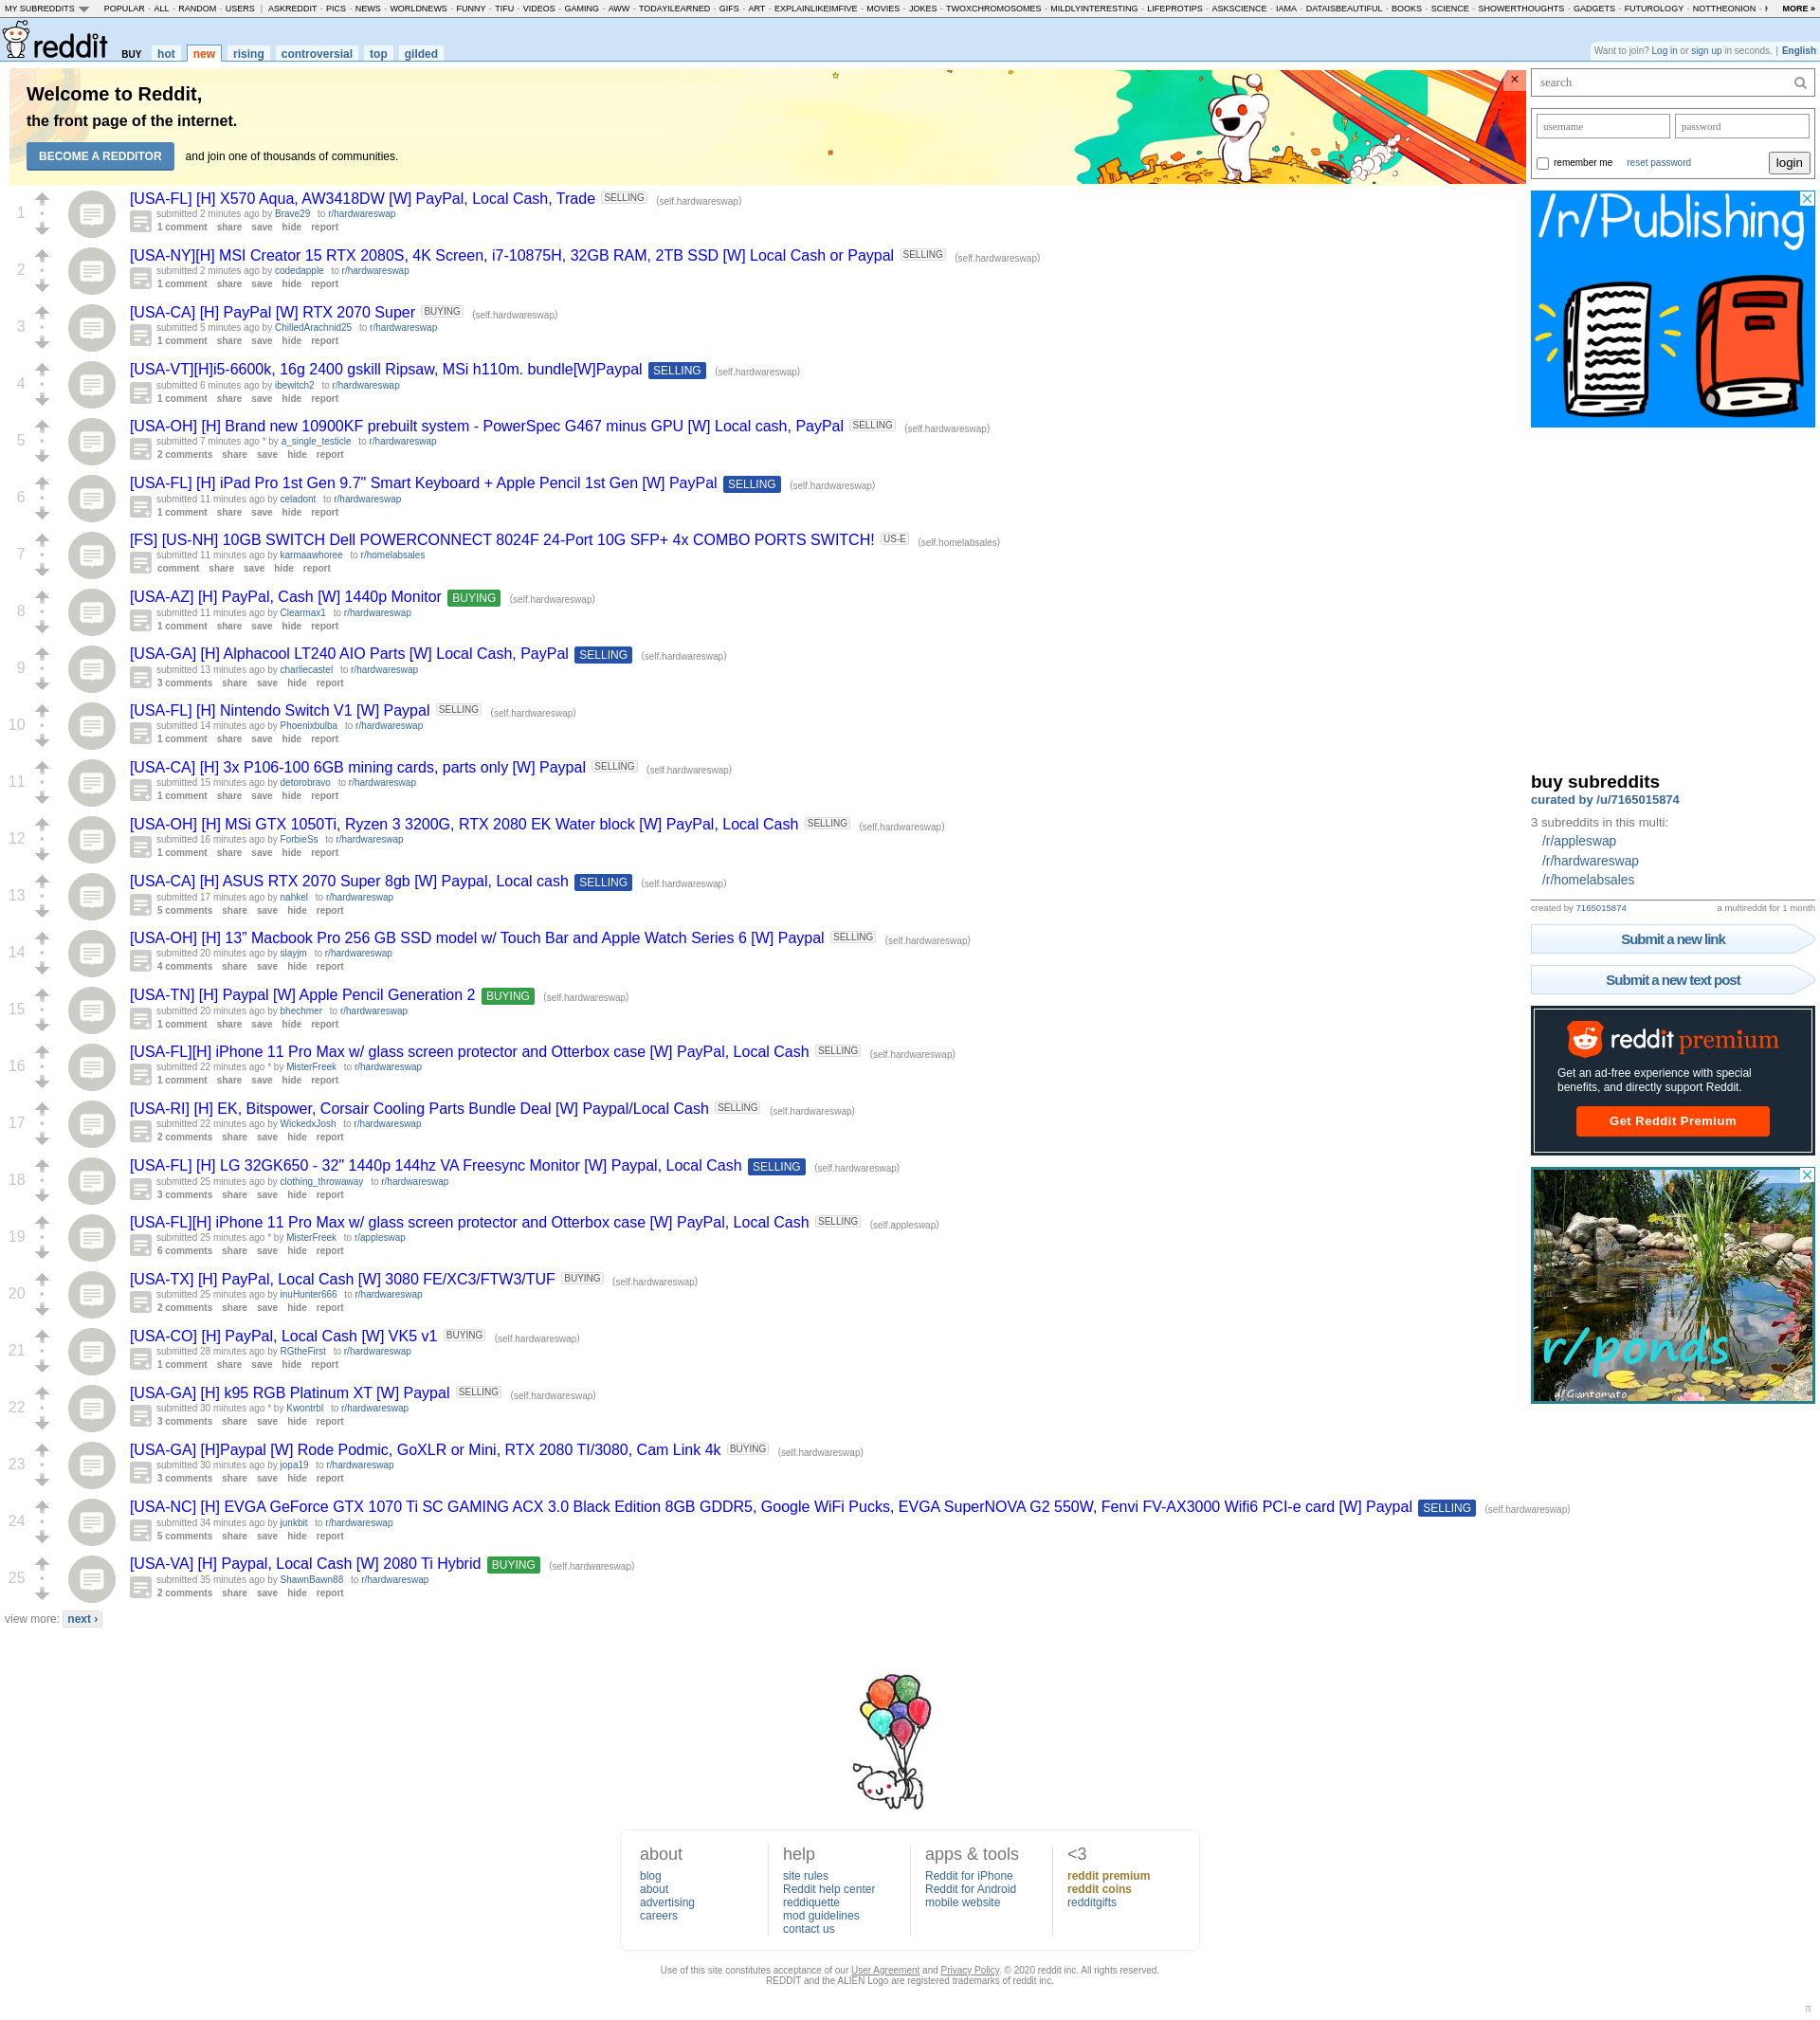 MY SUBREDDITS POPULAR - ALL - RANDOM - USERS | ASKREDDIT - PICS - NEWS - WORLDNEWS - FUNNY - TIFU - VIDEOS - GAMING - AWW - TODAYILEARNED - GIFS - ART - EXPLAINLIKEIMFIVE - MOVIES - JOKES - TWOXCHROMOSOMES - MILDLYINTERESTING - LIFEPROTIPS - ASKSCIENCE - IAMA - DATAISBEAUTIFUL - BOOKS - SCIENCE - SHOWERTHOUGHTS - GADGETS - FUTUROLOGY - NOTTHEONION - MORE »
reddit BUY hot new rising controversial top gilded
Want to join? Log in or sign up in seconds. | English
Welcome to Reddit,
the front page of the internet.
BECOME A REDDITOR and join one of thousands of communities.
×
search
username password
remember me reset password login
/r/Publishing
1
[USA-FL] [H] X570 Aqua, AW3418DW [W] PayPal, Local Cash, Trade SELLING (self.hardwareswap)
submitted 2 minutes ago by Brave29 to r/hardwareswap
1 comment share save hide report
2
[USA-NY][H] MSI Creator 15 RTX 2080S, 4K Screen, i7-10875H, 32GB RAM, 2TB SSD [W] Local Cash or Paypal SELLING (self.hardwareswap)
submitted 2 minutes ago by codedapple to r/hardwareswap
1 comment share save hide report
3
[USA-CA] [H] PayPal [W] RTX 2070 Super BUYING (self.hardwareswap)
submitted 5 minutes ago by ChilledArachnid25 to r/hardwareswap
1 comment share save hide report
4
[USA-VT][H]i5-6600k, 16g 2400 gskill Ripsaw, MSi h110m. bundle[W]Paypal SELLING (self.hardwareswap)
submitted 6 minutes ago by ibewitch2 to r/hardwareswap
1 comment share save hide report
5
[USA-OH] [H] Brand new 10900KF prebuilt system - PowerSpec G467 minus GPU [W] Local cash, PayPal SELLING (self.hardwareswap)
submitted 7 minutes ago * by a_single_testicle to r/hardwareswap
2 comments share save hide report
6
[USA-FL] [H] iPad Pro 1st Gen 9.7" Smart Keyboard + Apple Pencil 1st Gen [W] PayPal SELLING (self.hardwareswap)
submitted 11 minutes ago by celadont to r/hardwareswap
1 comment share save hide report
7
[FS] [US-NH] 10GB SWITCH Dell POWERCONNECT 8024F 24-Port 10G SFP+ 4x COMBO PORTS SWITCH! US-E (self.homelabsales)
submitted 11 minutes ago by karmaawhoree to r/homelabsales
comment share save hide report
8
[USA-AZ] [H] PayPal, Cash [W] 1440p Monitor BUYING (self.hardwareswap)
submitted 11 minutes ago by Clearmax1 to r/hardwareswap
1 comment share save hide report
9
[USA-GA] [H] Alphacool LT240 AIO Parts [W] Local Cash, PayPal SELLING (self.hardwareswap)
submitted 13 minutes ago by charliecastel to r/hardwareswap
3 comments share save hide report
10
[USA-FL] [H] Nintendo Switch V1 [W] Paypal SELLING (self.hardwareswap)
submitted 14 minutes ago by Phoenixbulba to r/hardwareswap
1 comment share save hide report
11
[USA-CA] [H] 3x P106-100 6GB mining cards, parts only [W] Paypal SELLING (self.hardwareswap)
submitted 15 minutes ago by detorobravo to r/hardwareswap
1 comment share save hide report
12
[USA-OH] [H] MSi GTX 1050Ti, Ryzen 3 3200G, RTX 2080 EK Water block [W] PayPal, Local Cash SELLING (self.hardwareswap)
submitted 16 minutes ago by ForbieSs to r/hardwareswap
1 comment share save hide report
13
[USA-CA] [H] ASUS RTX 2070 Super 8gb [W] Paypal, Local cash SELLING (self.hardwareswap)
submitted 17 minutes ago by nahkel to r/hardwareswap
5 comments share save hide report
14
[USA-OH] [H] 13” Macbook Pro 256 GB SSD model w/ Touch Bar and Apple Watch Series 6 [W] Paypal SELLING (self.hardwareswap)
submitted 20 minutes ago by slayjm to r/hardwareswap
4 comments share save hide report
15
[USA-TN] [H] Paypal [W] Apple Pencil Generation 2 BUYING (self.hardwareswap)
submitted 20 minutes ago by bhechmer to r/hardwareswap
1 comment share save hide report
16
[USA-FL][H] iPhone 11 Pro Max w/ glass screen protector and Otterbox case [W] PayPal, Local Cash SELLING (self.hardwareswap)
submitted 22 minutes ago * by MisterFreek to r/hardwareswap
1 comment share save hide report
17
[USA-RI] [H] EK, Bitspower, Corsair Cooling Parts Bundle Deal [W] Paypal/Local Cash SELLING (self.hardwareswap)
submitted 22 minutes ago by WickedxJosh to r/hardwareswap
2 comments share save hide report
18
[USA-FL] [H] LG 32GK650 - 32" 1440p 144hz VA Freesync Monitor [W] Paypal, Local Cash SELLING (self.hardwareswap)
submitted 25 minutes ago by clothing_throwaway to r/hardwareswap
3 comments share save hide report
19
[USA-FL][H] iPhone 11 Pro Max w/ glass screen protector and Otterbox case [W] PayPal, Local Cash SELLING (self.appleswap)
submitted 25 minutes ago * by MisterFreek to r/appleswap
6 comments share save hide report
20
[USA-TX] [H] PayPal, Local Cash [W] 3080 FE/XC3/FTW3/TUF BUYING (self.hardwareswap)
submitted 25 minutes ago by inuHunter666 to r/hardwareswap
2 comments share save hide report
21
[USA-CO] [H] PayPal, Local Cash [W] VK5 v1 BUYING (self.hardwareswap)
submitted 28 minutes ago by RGtheFirst to r/hardwareswap
1 comment share save hide report
22
[USA-GA] [H] k95 RGB Platinum XT [W] Paypal SELLING (self.hardwareswap)
submitted 30 minutes ago * by Kwontrbl to r/hardwareswap
3 comments share save hide report
23
[USA-GA] [H]Paypal [W] Rode Podmic, GoXLR or Mini, RTX 2080 TI/3080, Cam Link 4k BUYING (self.hardwareswap)
submitted 30 minutes ago by jopa19 to r/hardwareswap
3 comments share save hide report
24
[USA-NC] [H] EVGA GeForce GTX 1070 Ti SC GAMING ACX 3.0 Black Edition 8GB GDDR5, Google WiFi Pucks, EVGA SuperNOVA G2 550W, Fenvi FV-AX3000 Wifi6 PCI-e card [W] Paypal SELLING (self.hardwareswap)
submitted 34 minutes ago by junkbit to r/hardwareswap
5 comments share save hide report
25
[USA-VA] [H] Paypal, Local Cash [W] 2080 Ti Hybrid BUYING (self.hardwareswap)
submitted 35 minutes ago by ShawnBawn88 to r/hardwareswap
2 comments share save hide report
view more: next ›
buy subreddits
curated by /u/7165015874
3 subreddits in this multi:
/r/appleswap
/r/hardwareswap
/r/homelabsales
created by 7165015874 a multireddit for 1 month
Submit a new link
Submit a new text post
reddit premium
Get an ad-free experience with special
benefits, and directly support Reddit.
Get Reddit Premium
r/ponds
u/Giantomato
about
blog
about
advertising
careers
help
site rules
Reddit help center
reddiquette
mod guidelines
contact us
apps & tools
Reddit for iPhone
Reddit for Android
mobile website
<3
reddit premium
reddit coins
redditgifts
Use of this site constitutes acceptance of our User Agreement and Privacy Policy. © 2020 reddit inc. All rights reserved.
REDDIT and the ALIEN Logo are registered trademarks of reddit inc.
π